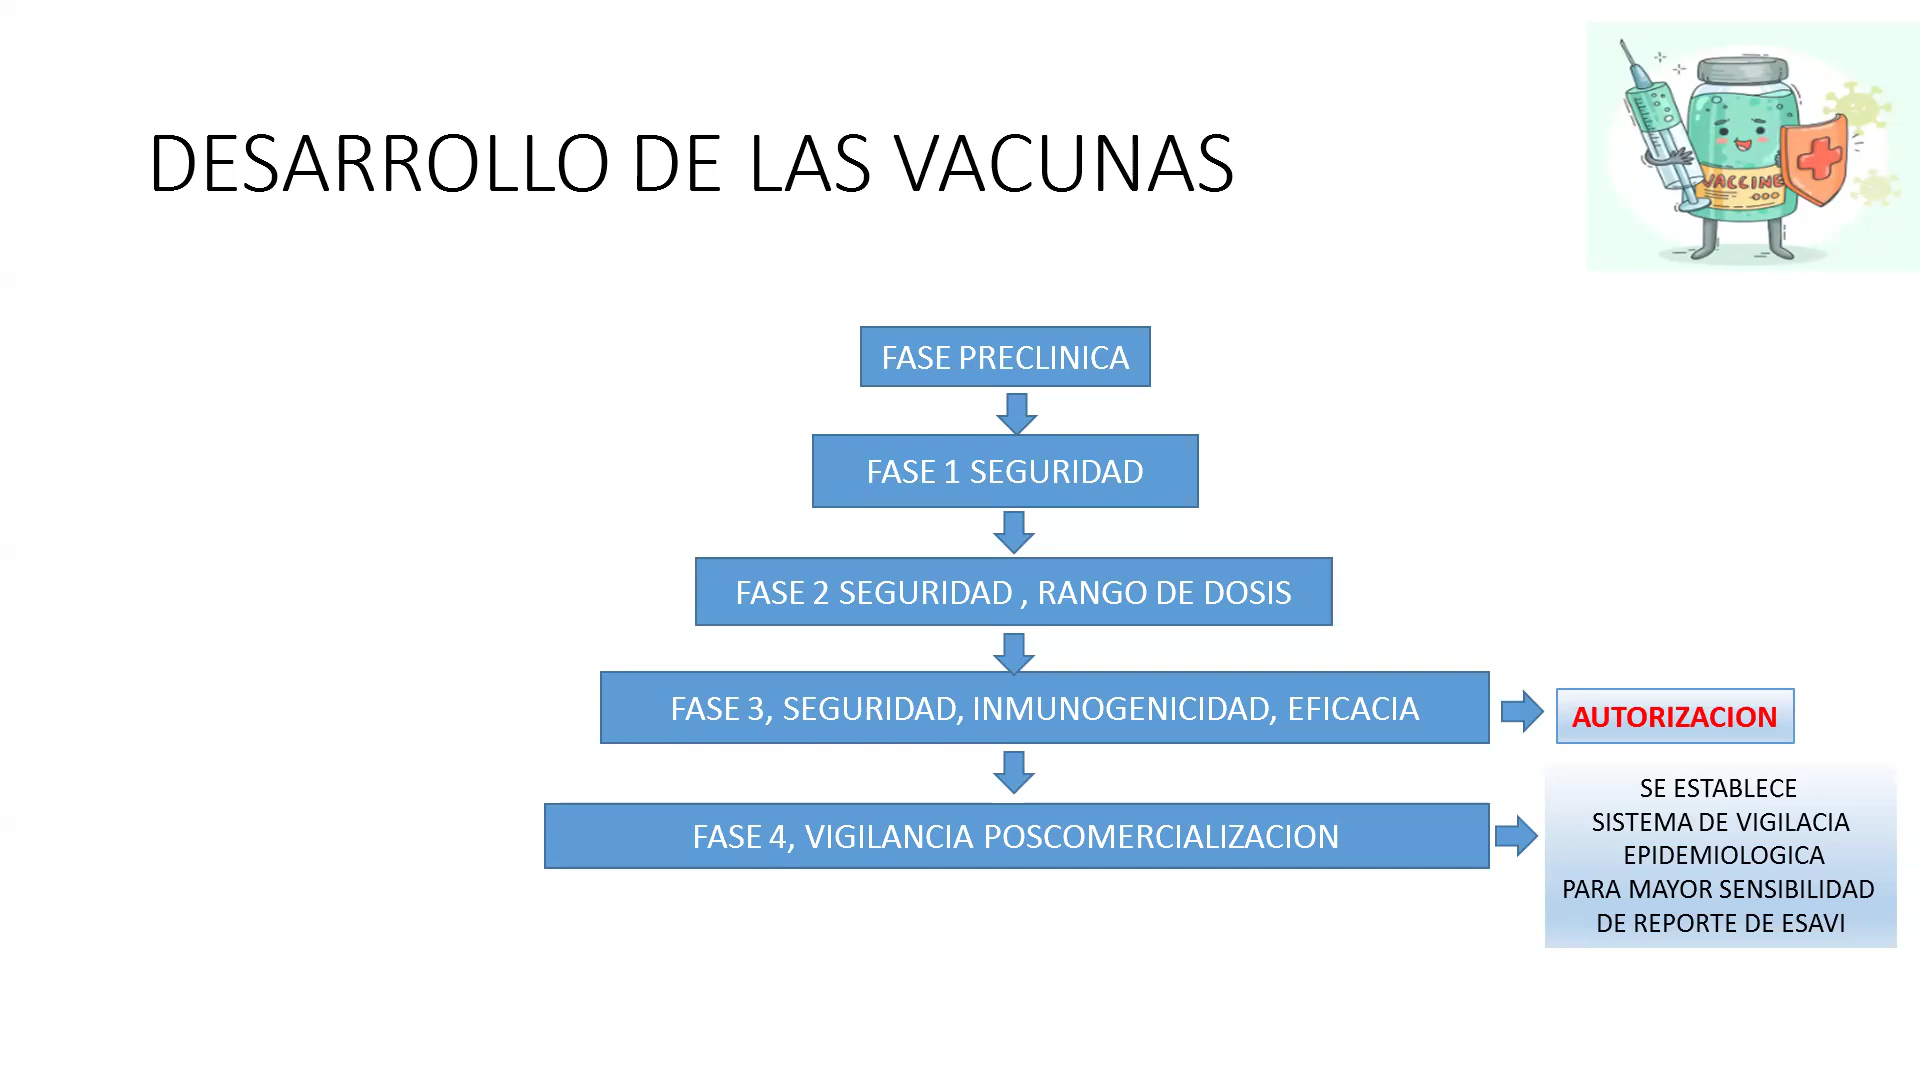 DESARROLLO DE LAS VACUNAS
VACCINE
FASE PRECLINICA
FASE 1 SEGURIDAD
FASE 2 SEGURIDAD , RANGO DE DOSIS
FASE 3, SEGURIDAD, INMUNOGENICIDAD, EFICACIA
AUTORIZACION
FASE 4, VIGILANCIA POSCOMERCIALIZACION
SE ESTABLECE
SISTEMA DE VIGILACIA
EPIDEMIOLOGICA
PARA MAYOR SENSIBILIDAD
DE REPORTE DE ESAVI